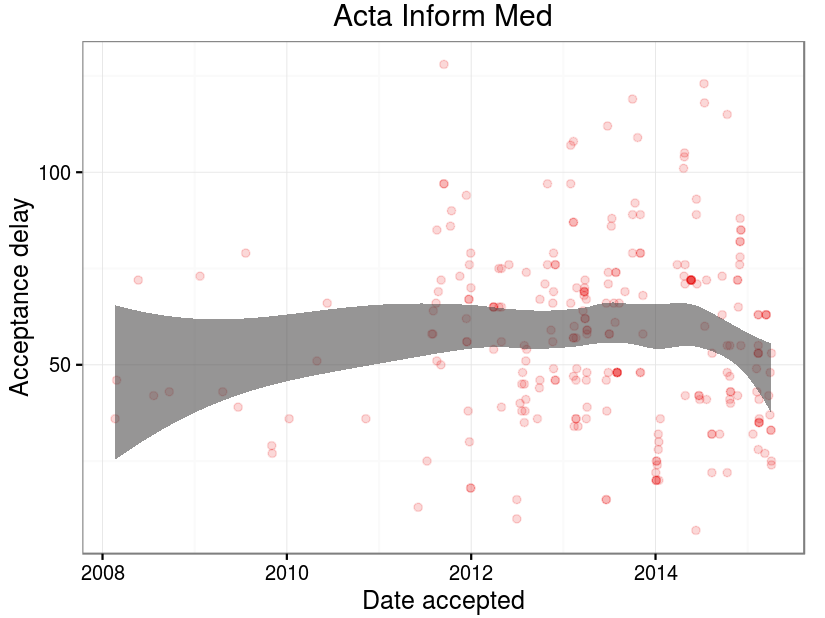 Acta Inform Med
Acceptance delay
100
50
2008 2010 2012 2014
Date accepted